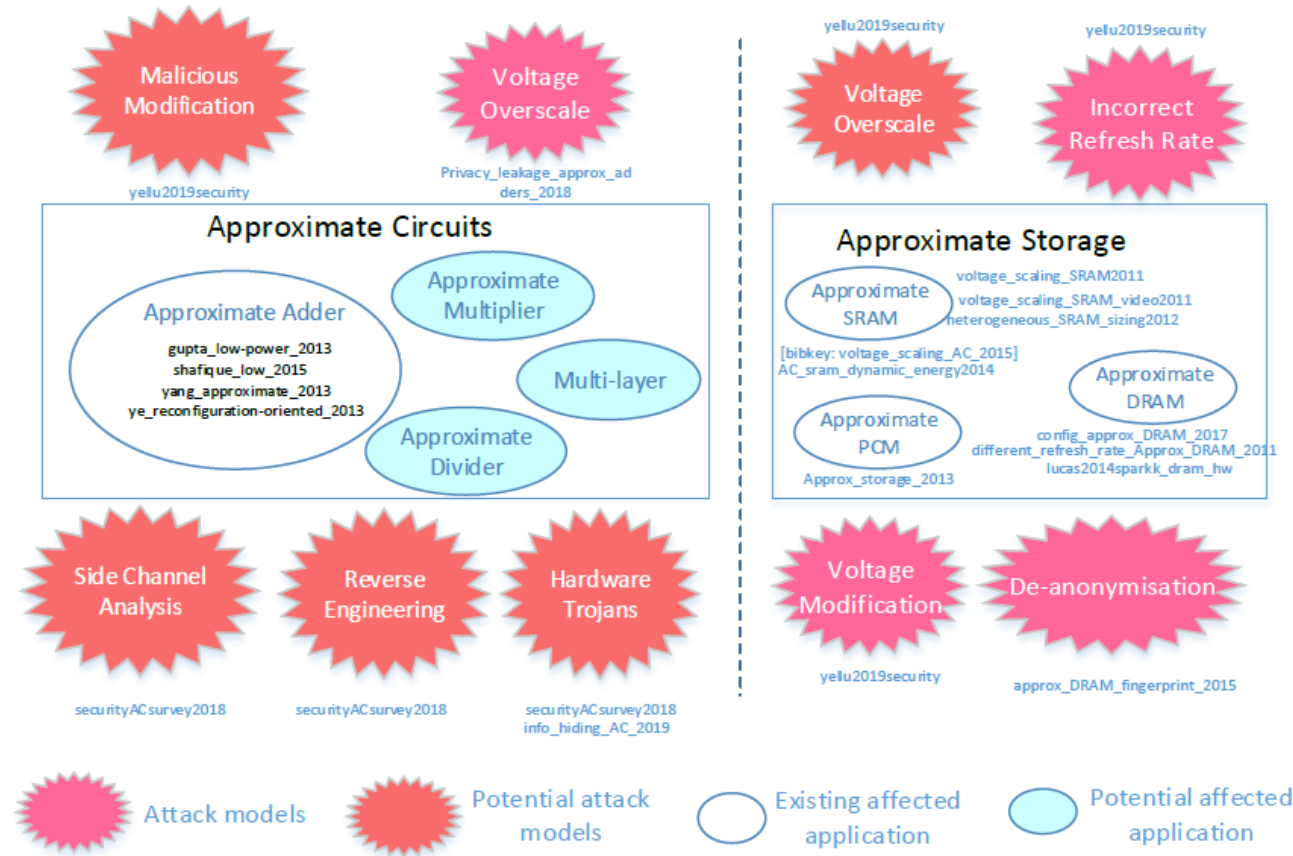 Malicious
Modification
yellu2019security
Voltage
Overscale
Privacy_leakage_approx_ad
ders_2018
yellu2019security
Voltage
Overscale
yellu2019security
Incorrect
Refresh Rate
Approximate Circuits
Approximate Adder
gupta_low-power_2013
shafique_low_2015
yang_approximate_2013
ye_reconfiguration-oriented_2013
Approximate
Multiplier
Multi-layer
Approximate
Divider
Approximate Storage
Approximate
SRAM
voltage_scaling_SRAM2011
voltage_scaling_SRAM_video2011
heterogeneous_SRAM_sizing2012
[bibkey: voltage_scaling_AC_2015]
AC_sram_dynamic_energy2014
Approximate
DRAM
config_approx_DRAM_2017
different_refresh_rate_Approx_DRAM_2011
lucas2014sparkk_dram_hw
Approximate
PCM
Approx_storage_2013
Side Channel
Analysis
securityACsurvey2018
Reverse
Engineering
securityACsurvey2018
Hardware
Trojans
securityACsurvey2018
info_hiding_AC_2019
Voltage
Modification
yellu2019security
De-anonymisation
approx_DRAM_fingerprint_2015
Attack models
Potential attack
models
Existing affected
application
Potential affected
application